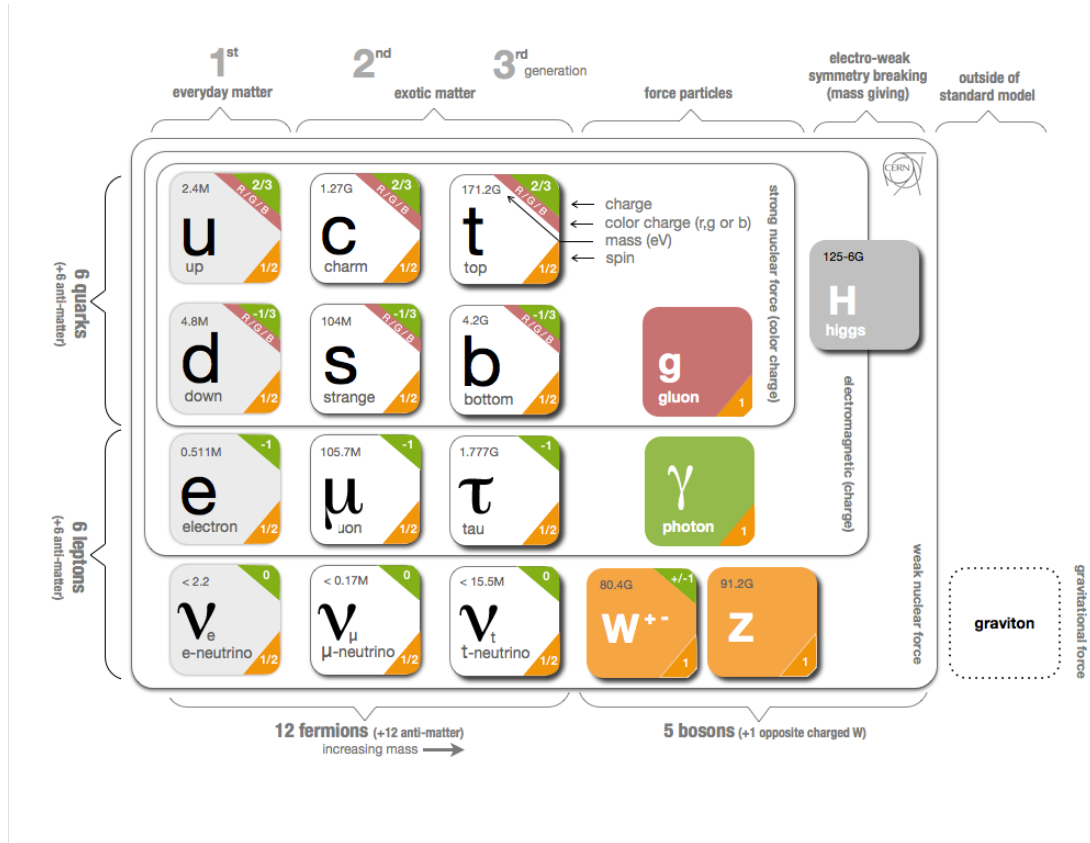 1st
2nd
3rd generation
everyday matter
exotic matter
force particles
electro-weak
symmetry breaking
(mass giving)
outside of
standard model
CERN
6 quarks
(+6 anti-matter)
2.4M
2/3
R/G/B
u
up
1/2
1.27G
2/3
R/G/B
c
charm
1/2
171.2G
2/3
R/G/B
t
top
1/2
charge
color charge (r,g or b)
mass (eV)
spin
strong nuclear force (color charge)
125-6G
H
higgs
4.8M
-1/3
R/G/B
d
down
1/2
104M
-1/3
R/G/B
s
strange
1/2
4.2G
-1/3
R/G/B
b
bottom
1/2
g
gluon
1
electromagnetic (charge)
6 leptons
(+6 anti-matter)
0.511M
-1
e
electron
1/2
105.7M
-1
μ
uon
1/2
1.777G
-1
τ
tau
1/2
γ
photon
1
weak nuclear force
< 2.2
0
νe
e-neutrino
1/2
< 0.17M
0
νμ
μ-neutrino
1/2
< 15.5M
0
νt
t-neutrino
1/2
80.4G
+/-1
W+-
1
91.2G
Z
1
graviton
gravitational force
12 fermions (+12 anti-matter)
increasing mass
5 bosons (+1 opposite charged W)